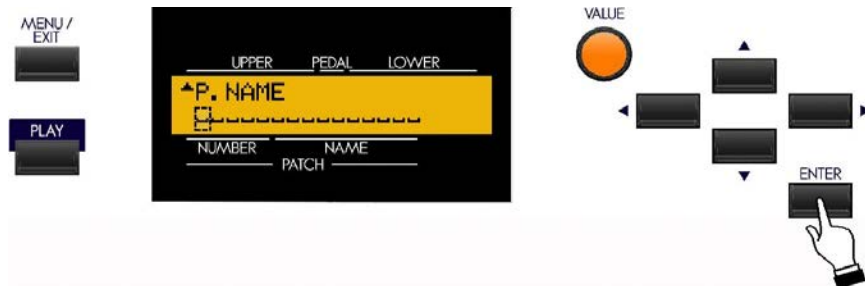 MENU /
EXIT
PLAY
UPPER PEDAL LOWER
P. NAME
NUMBER NAME
PATCH
VALUE
ENTER